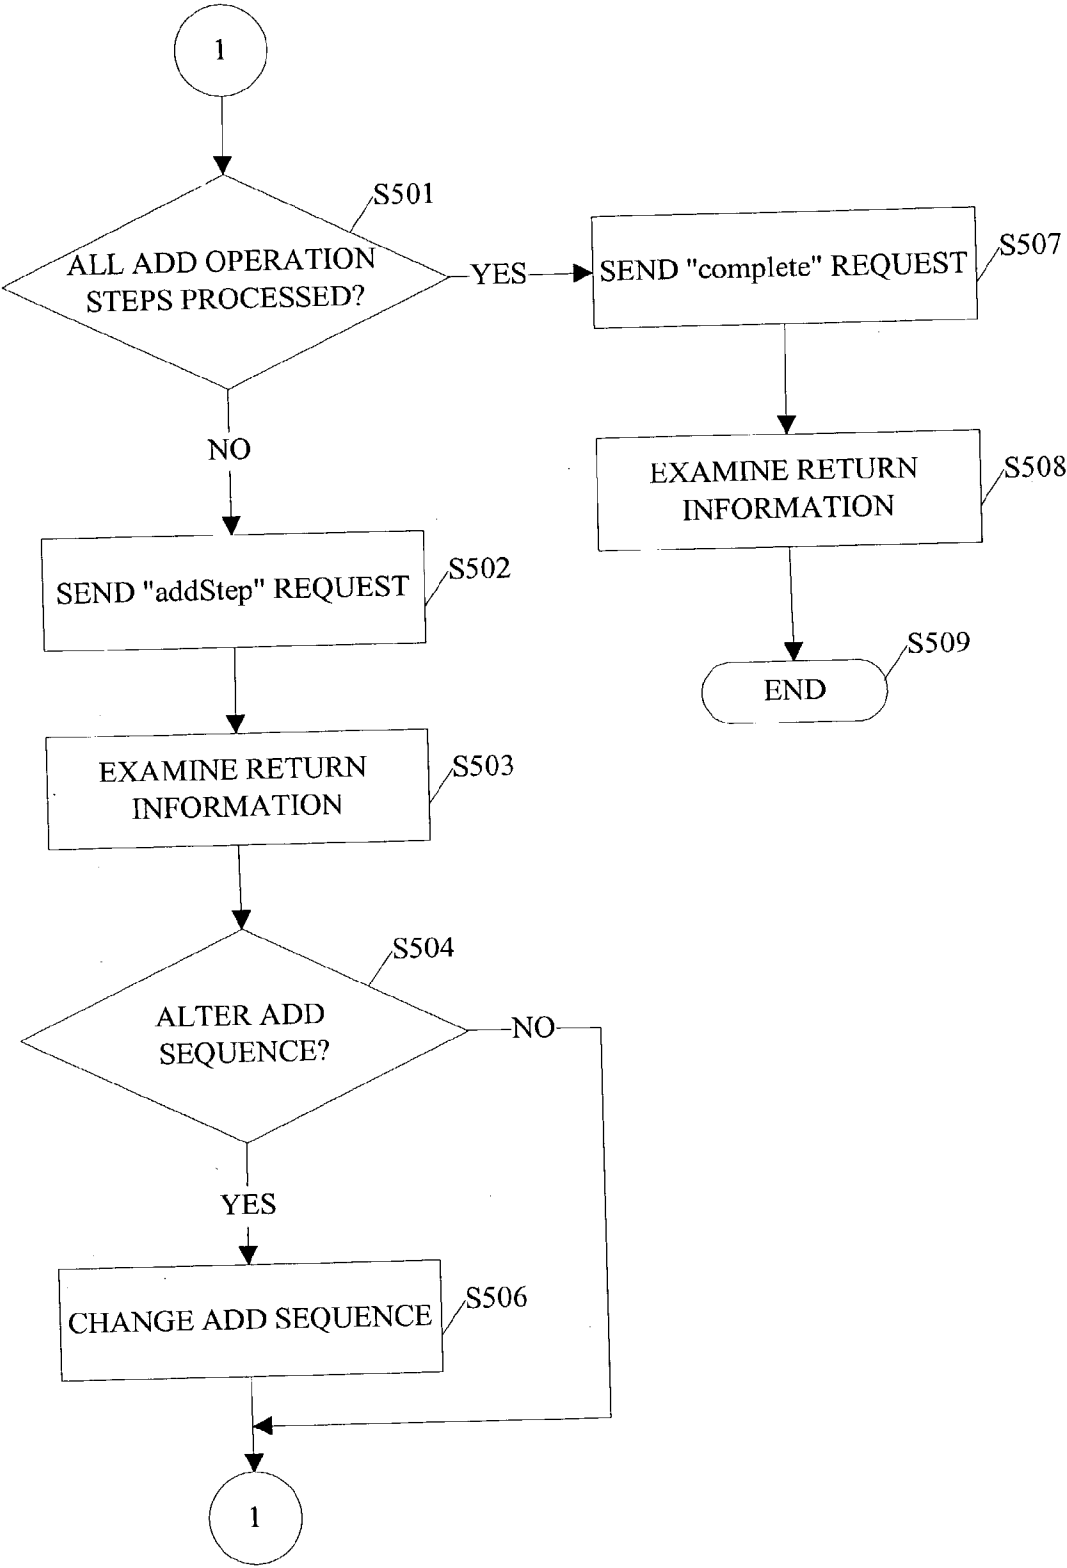 1
S501
ALL ADD OPERATION
STEPS PROCESSED?
YES
SEND "complete" REQUEST
S507
NO
EXAMINE RETURN
INFORMATION
S508
SEND "addStep" REQUEST
S502
END
S509
EXAMINE RETURN
INFORMATION
S503
S504
ALTER ADD
SEQUENCE?
NO
YES
CHANGE ADD SEQUENCE
S506
1